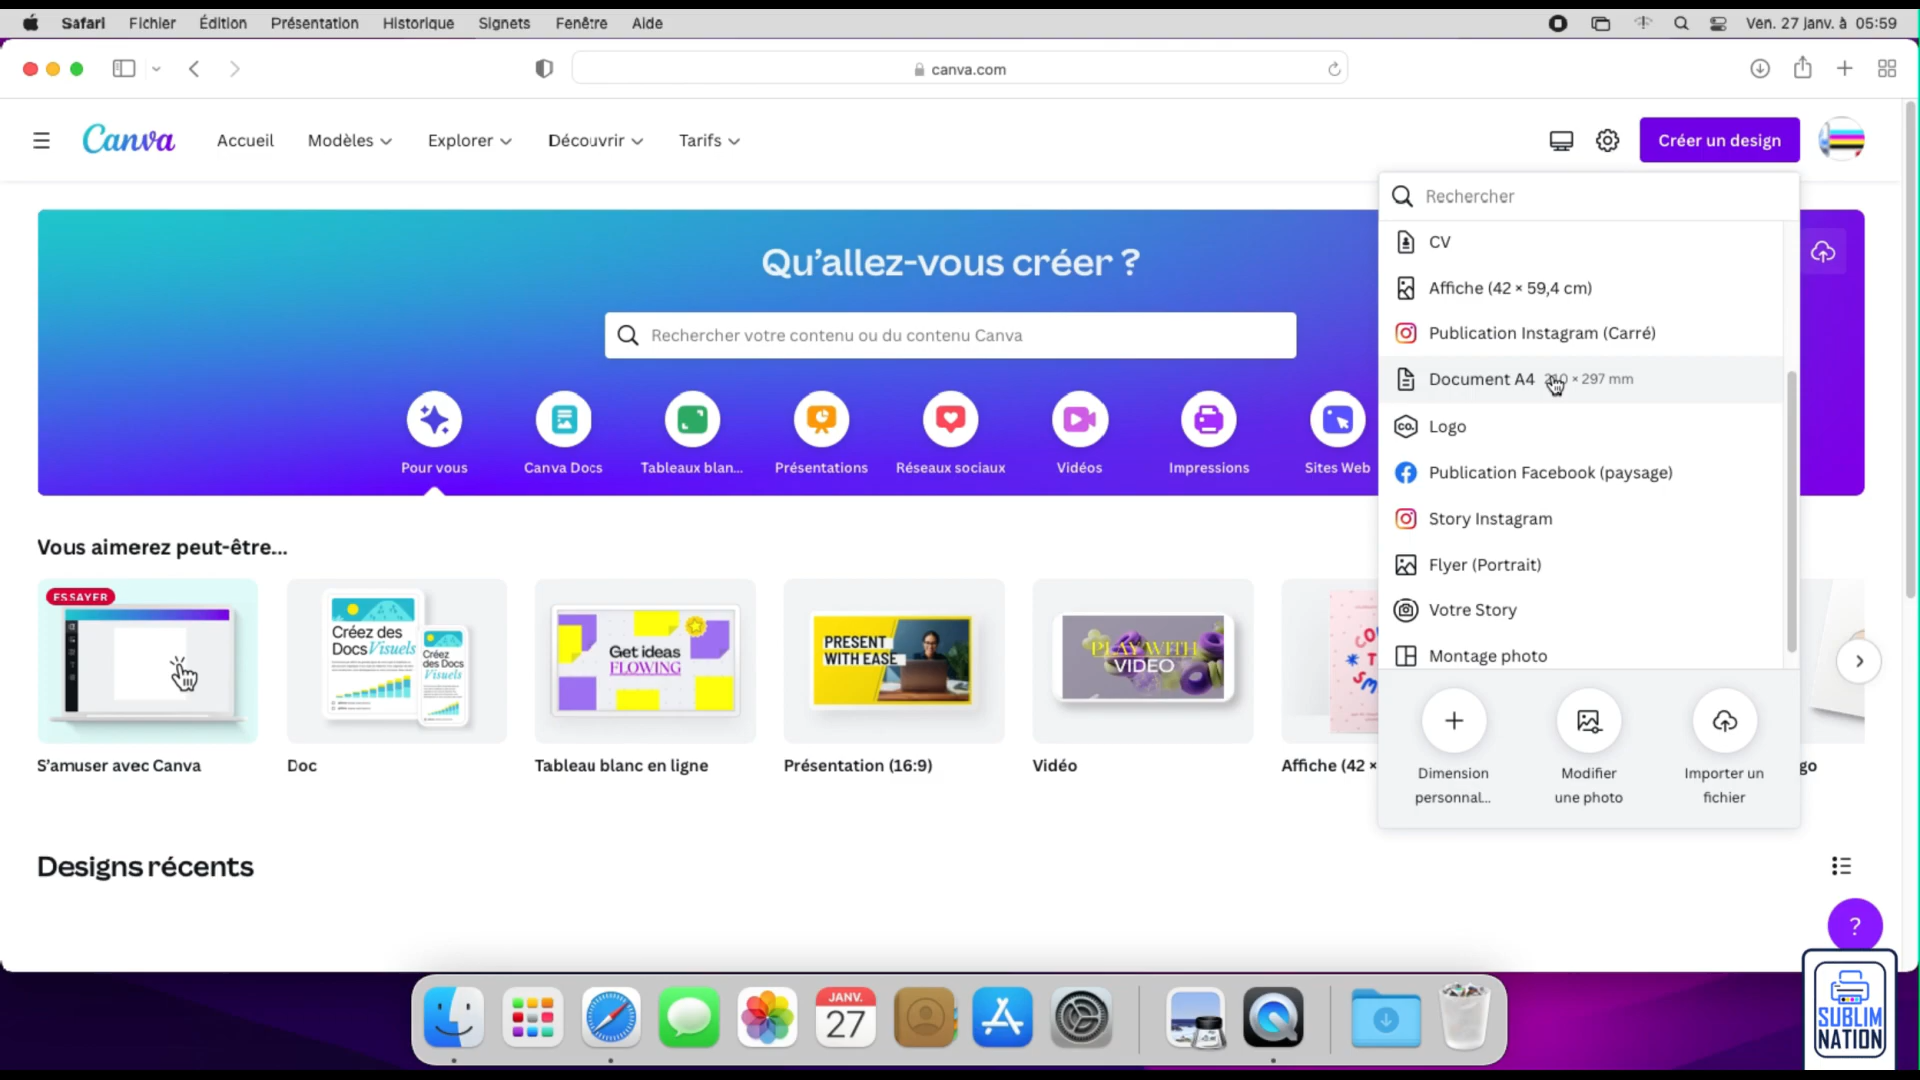 Safari Fichier Édition Présentation Historique Signets Fenêtre Aide Ven. 27 janv. à 05:59
canva.com
Canva Accueil Modèles Explorer Découvrir Tarifs Créer un design
Rechercher
CV
Affiche (42 × 59,4 cm)
Publication Instagram (Carré)
Document A4 × 297 mm
Logo
Publication Facebook (paysage)
Story Instagram
Flyer (Portrait)
Votre Story
Montage photo
Dimension personnal...
Modifier une photo
Importer un fichier
Qu'allez-vous créer ?
Rechercher votre contenu ou du contenu Canva
Pour vous Canva Docs Tableaux blan... Présentations Réseaux sociaux Vidéos Impressions Sites Web
Vous aimerez peut-être...
ESSAYER
Créez des
Docs Visuels
Créez
des Docs
Visuels
Get ideas
FLOWING
PRESENT
WITH EASE
PLAY WITH
VIDEO
S'amuser avec Canva Doc Tableau blanc en ligne Présentation (16:9) Vidéo Affiche (42 × go
Designs récents
?
JANV.
27
SUBLIM
NATION